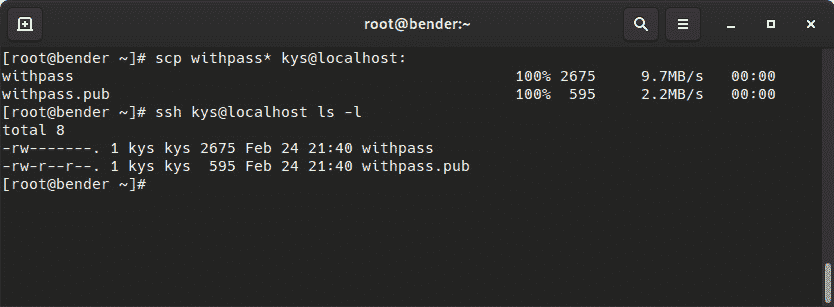 root@bender:~
[root@bender ~]# scp withpass* kys@localhost:
withpass 100% 2675 9.7MB/s 00:00
withpass.pub 100% 595 2.2MB/s 00:00
[root@bender ~]# ssh kys@localhost ls -l
total 8
-rw-------. 1 kys kys 2675 Feb 24 21:40 withpass
-rw-r--r--. 1 kys kys  595 Feb 24 21:40 withpass.pub
[root@bender ~]#